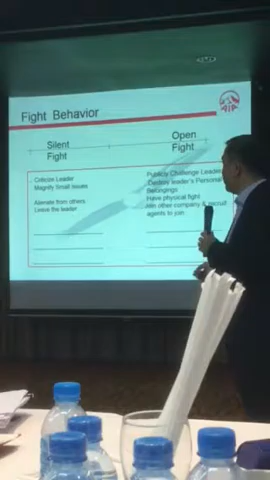 Fight Behavior
AIA
Silent
Fight
Open
Fight
Criticize Leader
Magnify Small Issues
Alienate from others
Leave the leader
Publicly Challenge Leader
Destroy leader's Personal
Belongings
Have physical fight
Join other company & recruit
agents to join